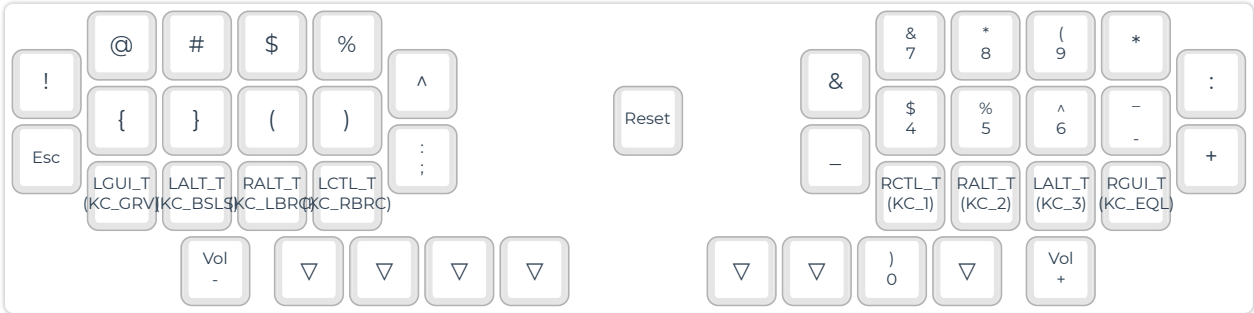 @ # $ % & 7 * 8 ( 9 *
! ^ & :
{ } ( ) Reset $ 4 % 5 ^ 6 _ -
Esc : ; _ +
LGUI_T (KC_GRV) LALT_T (KC_BSLS) RALT_T (KC_LBRC) LCTL_T (KC_RBRC) RCTL_T (KC_1) RALT_T (KC_2) LALT_T (KC_3) RGUI_T (KC_EQL)
Vol - ▽ ▽ ▽ ▽ ▽ ▽ ) 0 ▽ Vol +